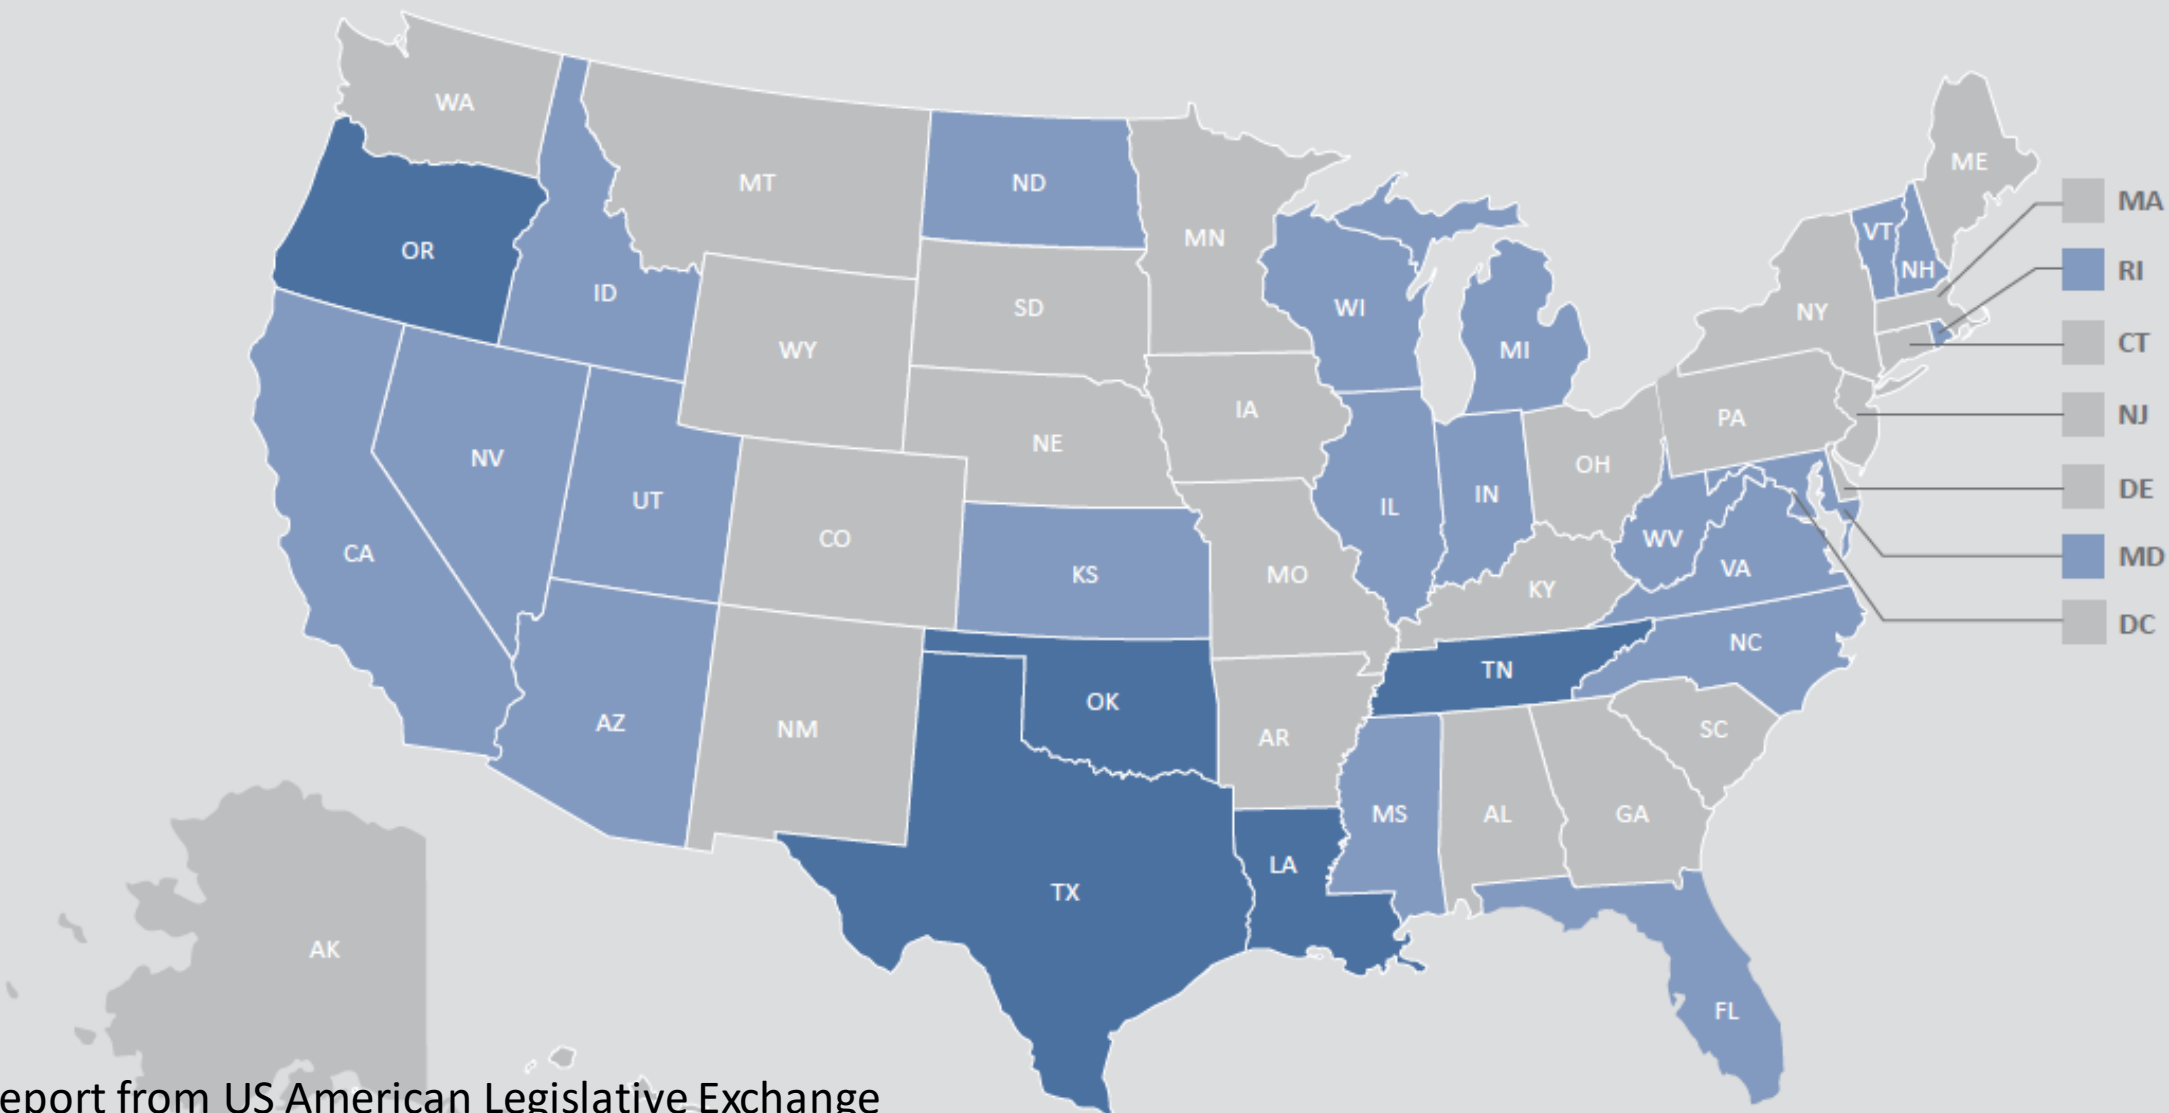 WA
OR
CA
NV
ID
MT
WY
UT
AZ
CO
NM
ND
SD
NE
KS
OK
TX
MN
IA
MO
AR
LA
WI
IL
MI
IN
OH
KY
TN
MS
AL
GA
FL
SC
NC
VA
WV
PA
NY
VT
NH
ME
MA
RI
CT
NJ
DE
MD
DC
AK
eport from US American Legislative Exchange